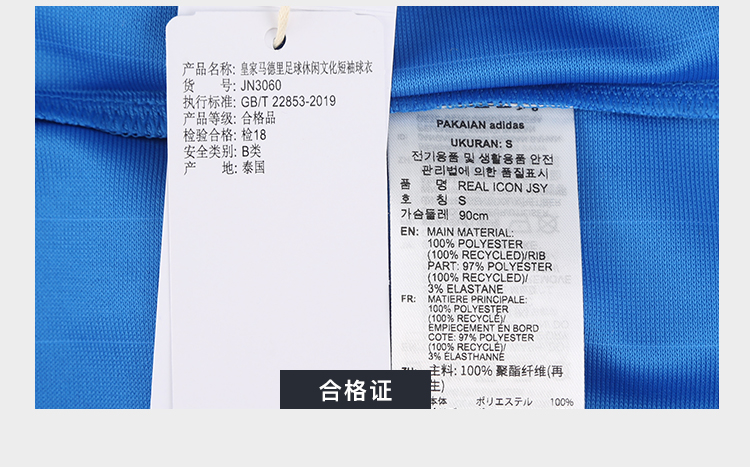 产品名称: 皇家马德里足球休闲文化短袖球衣
货 号: JN3060
执行标准: GB/T 22853-2019
产品等级: 合格品
检验合格: 检18
安全类别: B类
产 地: 泰国
PAKAIAN adidas
UKURAN: S
전기용품 및 생활용품 안전
관리법에 의한 품질표시
품 명 REAL ICON JSY
호 칭 S
가슴둘레 90cm
EN: MAIN MATERIAL:
100% POLYESTER
(100% RECYCLED)/RIB
PART: 97% POLYESTER
(100% RECYCLED)/
3% ELASTANE
FR: MATIERE PRINCIPALE:
100% POLYESTER
(100% RECYCLÉ)/
EMPIECEMENT EN BORD
COTE: 97% POLYESTER
(100% RECYCLÉ)/
3% ELASTHANNE
主料: 100% 聚酯纤维(再
生)
本体 ポリエステル 100%
合格证